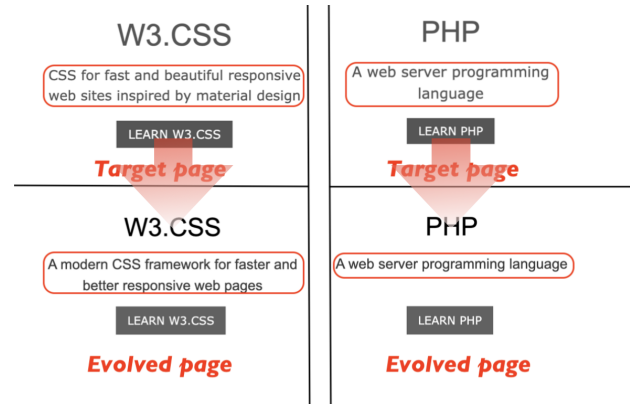 W3.CSS
CSS for fast and beautiful responsive
web sites inspired by material design
LEARN W3.CSS
Target page
PHP
A web server programming
language
LEARN PHP
Target page
W3.CSS
A modern CSS framework for faster and
better responsive web pages
LEARN W3.CSS
Evolved page
PHP
A web server programming language
LEARN PHP
Evolved page